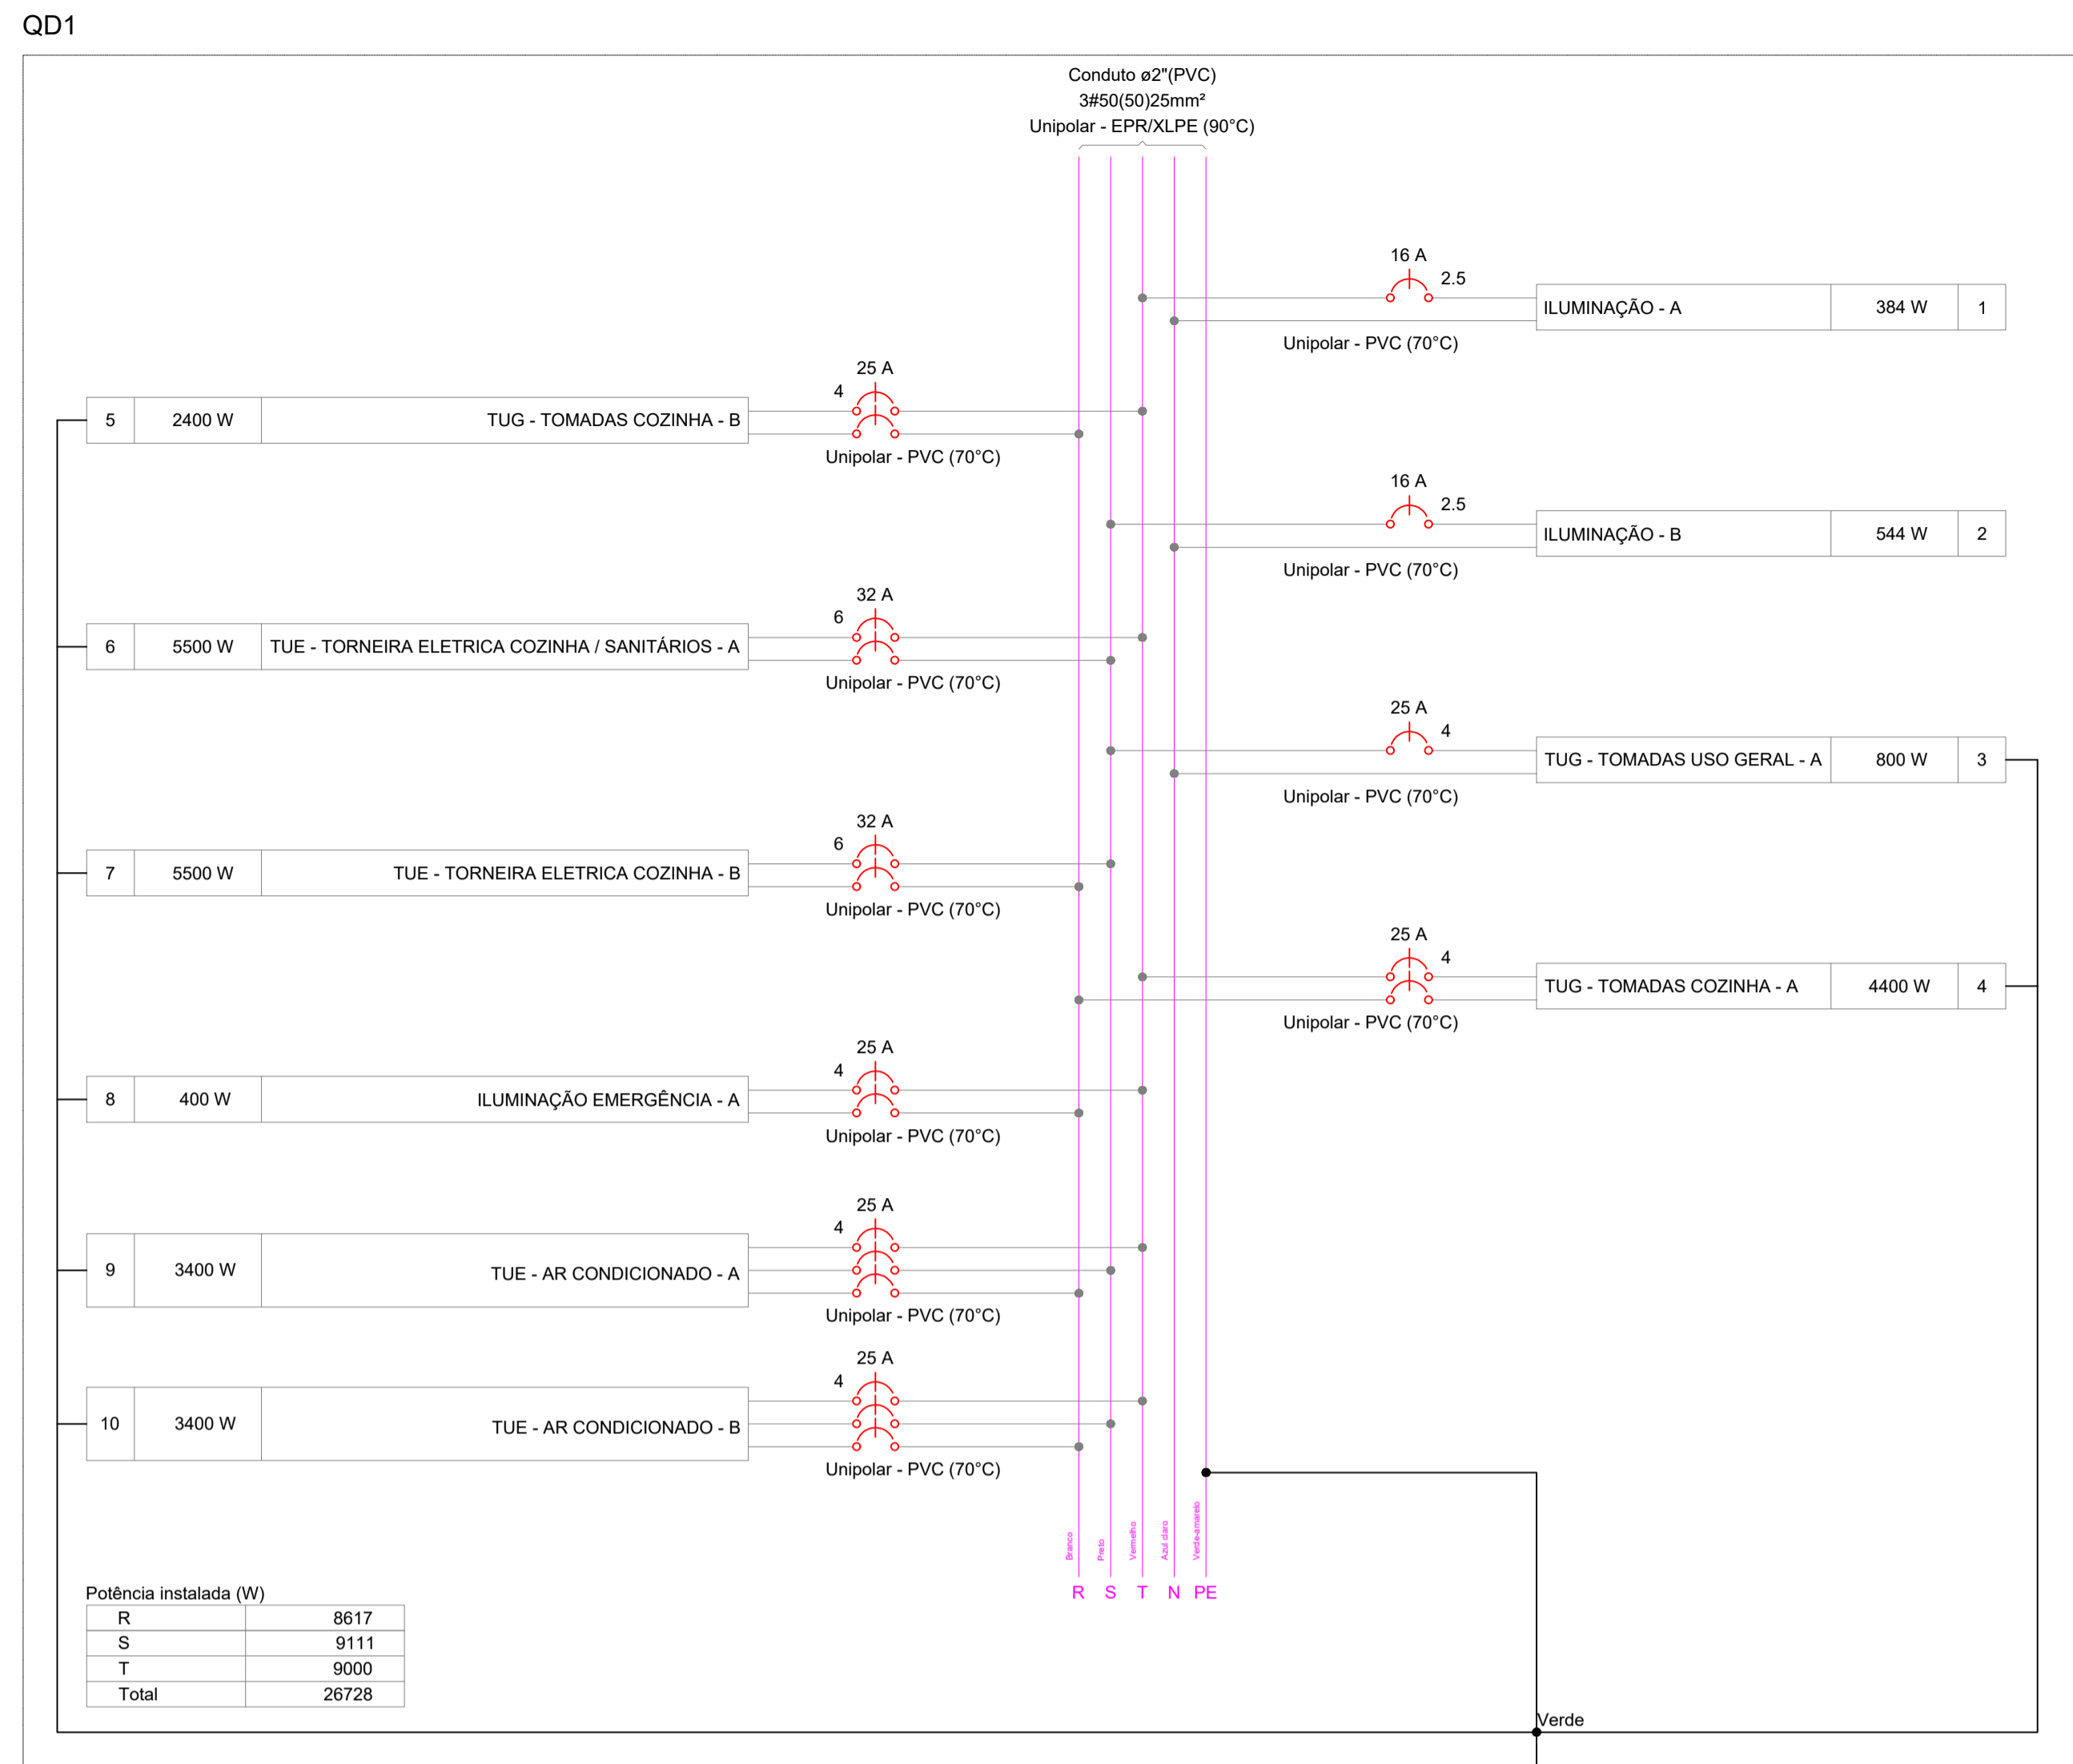 QD1
Conduto ø2"(PVC)
3#50(50)25mm²
Unipolar - EPR/XLPE (90°C)
16 A
2.5
ILUMINAÇÃO - A 384 W 1
Unipolar - PVC (70°C)
25 A
4
5 2400 W TUG - TOMADAS COZINHA - B
Unipolar - PVC (70°C)
16 A
2.5
ILUMINAÇÃO - B 544 W 2
Unipolar - PVC (70°C)
32 A
6
6 5500 W TUE - TORNEIRA ELETRICA COZINHA / SANITÁRIOS - A
Unipolar - PVC (70°C)
25 A
4
TUG - TOMADAS USO GERAL - A 800 W 3
Unipolar - PVC (70°C)
32 A
6
7 5500 W TUE - TORNEIRA ELETRICA COZINHA - B
Unipolar - PVC (70°C)
25 A
4
TUG - TOMADAS COZINHA - A 4400 W 4
Unipolar - PVC (70°C)
25 A
4
8 400 W ILUMINAÇÃO EMERGÊNCIA - A
Unipolar - PVC (70°C)
25 A
4
9 3400 W TUE - AR CONDICIONADO - A
Unipolar - PVC (70°C)
25 A
4
10 3400 W TUE - AR CONDICIONADO - B
Unipolar - PVC (70°C)
Branco
Preto
Vermelho
Azul claro
Verde-amarelo
R S T N PE
Potência instalada (W)
R 8617
S 9111
T 9000
Total 26728
Verde